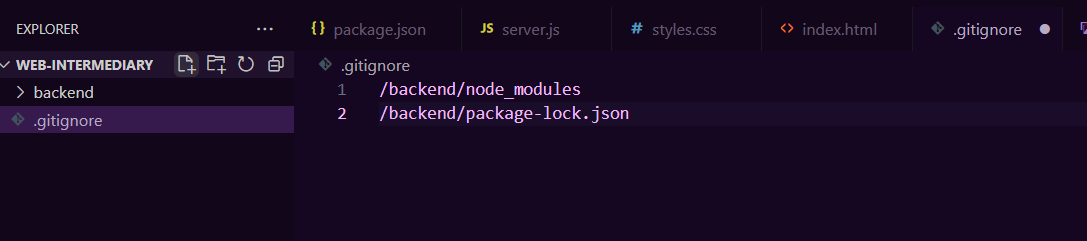 EXPLORER ...
{} package.json JS server.js # styles.css <> index.html .gitignore
WEB-INTERMEDIARY
.gitignore
backend
.gitignore
1 /backend/node_modules
2 /backend/package-lock.json